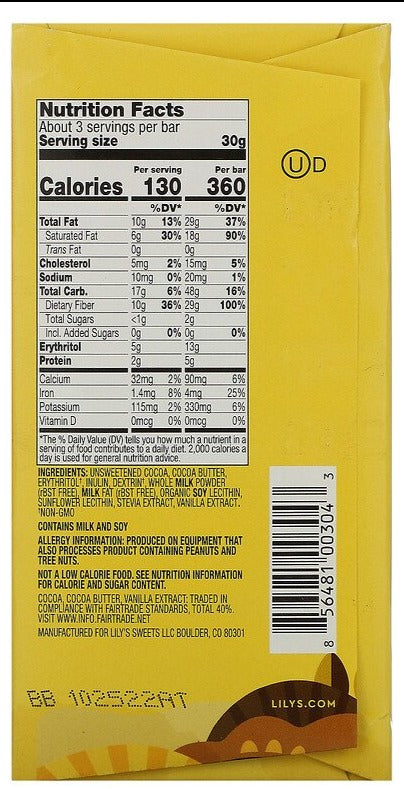 Nutrition Facts
About 3 servings per bar
Serving size 30g
Per serving Per bar
Calories 130 360
%DV* %DV*
Total Fat 10g 13% 29g 37%
Saturated Fat 6g 30% 18g 90%
Trans Fat 0g 0g
Cholesterol 5mg 2% 15mg 5%
Sodium 10mg 0% 20mg 1%
Total Carb. 17g 6% 48g 16%
Dietary Fiber 10g 36% 29g 100%
Total Sugars <1g 2g
Incl. Added Sugars 0g 0% 0g 0%
Erythritol 5g 13g
Protein 2g 5g
Calcium 32mg 2% 90mg 6%
Iron 1.4mg 8% 4mg 25%
Potassium 115mg 2% 330mg 6%
Vitamin D 0mcg 0% 0mcg 0%
*The % Daily Value (DV) tells you how much a nutrient in a
serving of food contributes to a daily diet. 2,000 calories a
day is used for general nutrition advice.
INGREDIENTS: UNSWEETENED COCOA, COCOA BUTTER,
ERYTHRITOL†, INULIN, DEXTRIN†, WHOLE MILK POWDER
(rBST FREE), MILK FAT (rBST FREE), ORGANIC SOY LECITHIN,
SUNFLOWER LECITHIN, STEVIA EXTRACT, VANILLA EXTRACT.
†NON-GMO
CONTAINS MILK AND SOY
ALLERGY INFORMATION: PRODUCED ON EQUIPMENT THAT
ALSO PROCESSES PRODUCT CONTAINING PEANUTS AND
TREE NUTS.
NOT A LOW CALORIE FOOD. SEE NUTRITION INFORMATION
FOR CALORIE AND SUGAR CONTENT.
COCOA, COCOA BUTTER, VANILLA EXTRACT: TRADED IN
COMPLIANCE WITH FAIRTRADE STANDARDS, TOTAL 40%.
VISIT WWW.INFO.FAIRTRADE.NET
MANUFACTURED FOR LILY'S SWEETS LLC BOULDER, CO 80301
U D
8 56481 00304 3
BB 102522AT
LILYS.COM